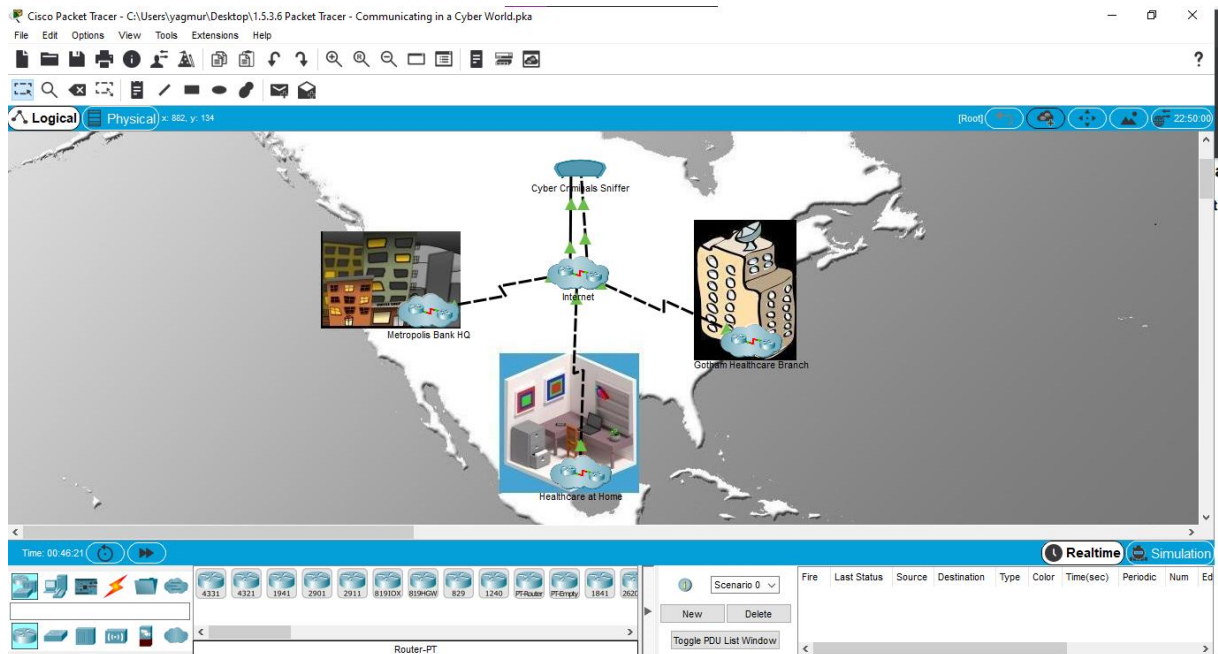 Cisco Packet Tracer - C:\Users\yagmur\Desktop\1.5.3.6 Packet Tracer - Communicating in a Cyber World.pka
File Edit Options View Tools Extensions Help
?
Logical Physical x: 882, y: 134 [Root] 22:50:00
Cyber Criminals Sniffer
Internet
Metropolis Bank HQ
Gotham Healthcare Branch
Healthcare at Home
Time: 00:46:21 Realtime Simulation
4331 4321 1941 2901 2911 819IOX 819HGW 829 1240 PT-Router PT-Empty 1841 262
Scenario 0
Fire Last Status Source Destination Type Color Time(sec) Periodic Num Ed
New Delete
Toggle PDU List Window
Router-PT